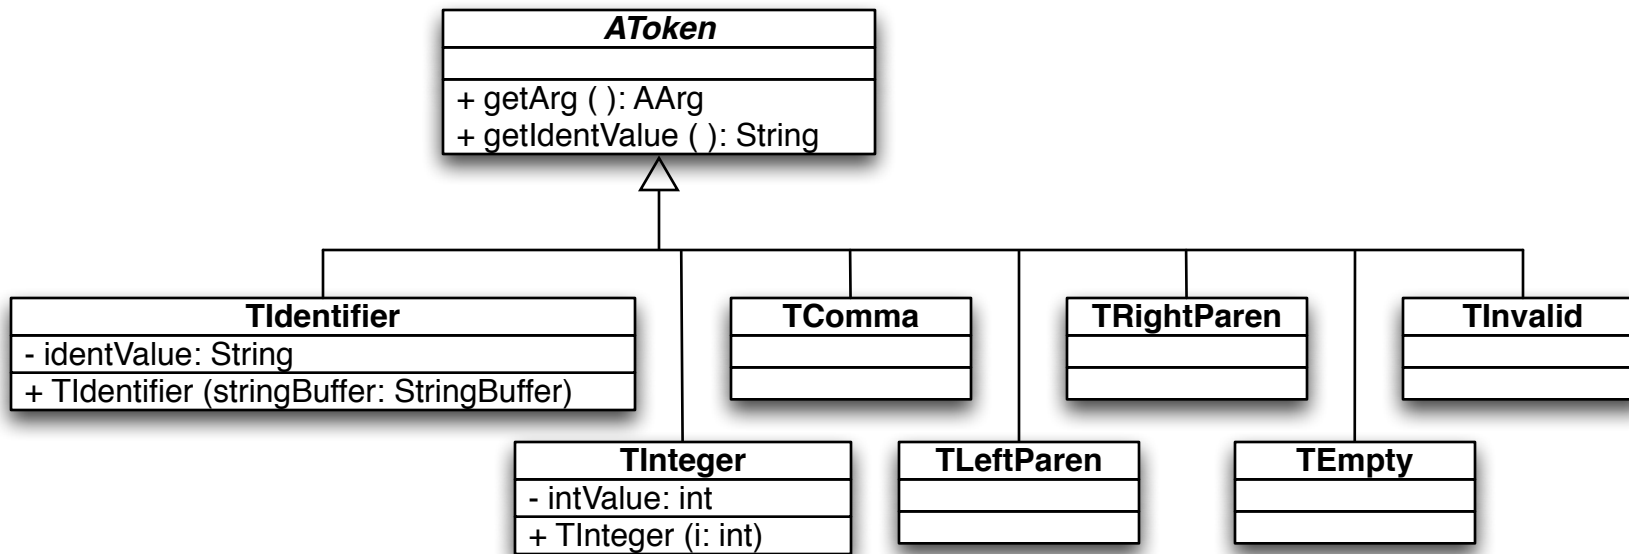 AToken
+ getArg ( ): AArg
+ getIdentValue ( ): String
TIdentifier
- identValue: String
+ TIdentifier (stringBuffer: StringBuffer)
TComma
TRightParen
TInvalid
TInteger
- intValue: int
+ TInteger (i: int)
TLeftParen
TEmpty